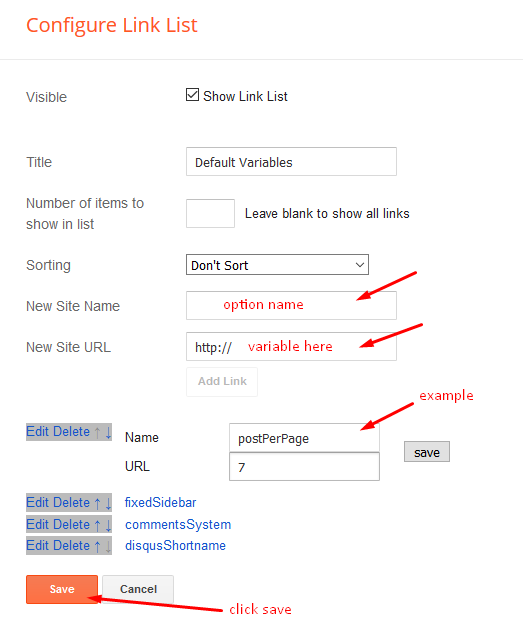 Configure Link List
Visible
Show Link List
Title
Default Variables
Number of items to
show in list
Leave blank to show all links
Sorting
Don't Sort
New Site Name
option name
New Site URL
http:// variable here
Add Link
example
Edit Delete ↑ ↓
Name
postPerPage
URL
7
save
Edit Delete ↑ ↓ fixedSidebar
Edit Delete ↑ ↓ commentsSystem
Edit Delete ↑ ↓ disqusShortname
Save
Cancel
click save